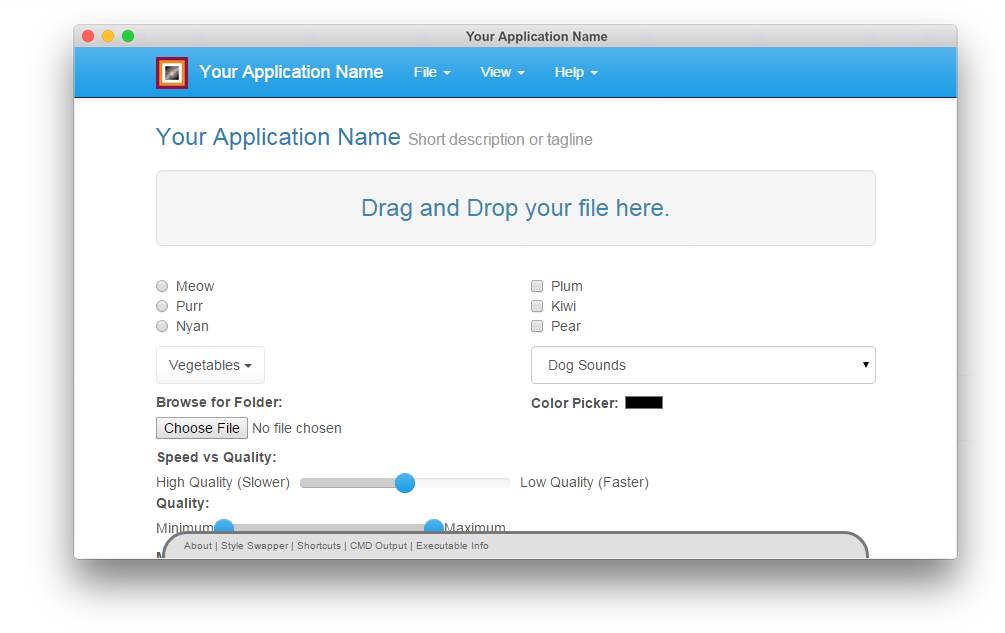 Your Application Name
Your Application Name File View Help
Your Application Name Short description or tagline
Drag and Drop your file here.
Meow
Purr
Nyan
Plum
Kiwi
Pear
Vegetables
Dog Sounds
Browse for Folder:
Choose File No file chosen
Color Picker:
Speed vs Quality:
High Quality (Slower) Low Quality (Faster)
Quality:
Minimum Maximum
About | Style Swapper | Shortcuts | CMD Output | Executable Info